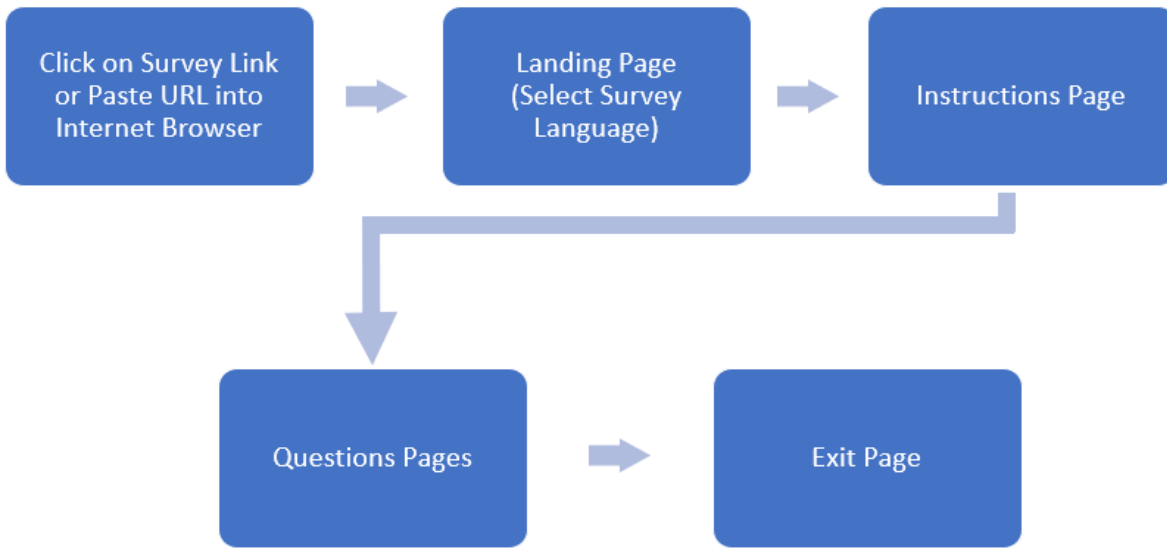 Click on Survey Link
or Paste URL into
Internet Browser
Landing Page
(Select Survey
Language)
Instructions Page
Questions Pages
Exit Page